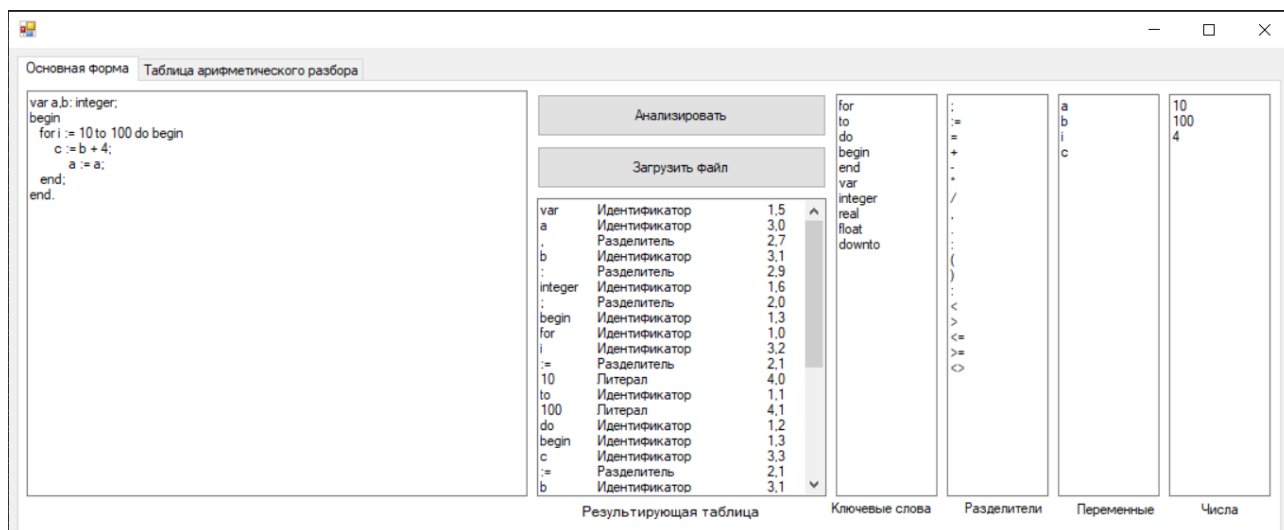 Основная форма Таблица арифметического разбора
var a,b: integer;
begin
for i := 10 to 100 do begin
c := b + 4;
a := a;
end;
end.
Анализировать
Загрузить файл
var Идентификатор 1,5
a Идентификатор 3,0
, Разделитель 2,7
b Идентификатор 3,1
: Разделитель 2,9
integer Идентификатор 1,6
; Разделитель 2,0
begin Идентификатор 1,3
for Идентификатор 1,0
i Идентификатор 3,2
:= Разделитель 2,1
10 Литерал 4,0
to Идентификатор 1,1
100 Литерал 4,1
do Идентификатор 1,2
begin Идентификатор 1,3
c Идентификатор 3,3
:= Разделитель 2,1
b Идентификатор 3,1
Результирующая таблица
for
to
do
begin
end
var
integer
real
float
downto
Ключевые слова
;
:=
=
+
-
*
/
,
.
:
(
)
:
<
>
<=
>=
<>
Разделители
a
b
i
c
Переменные
10
100
4
Числа